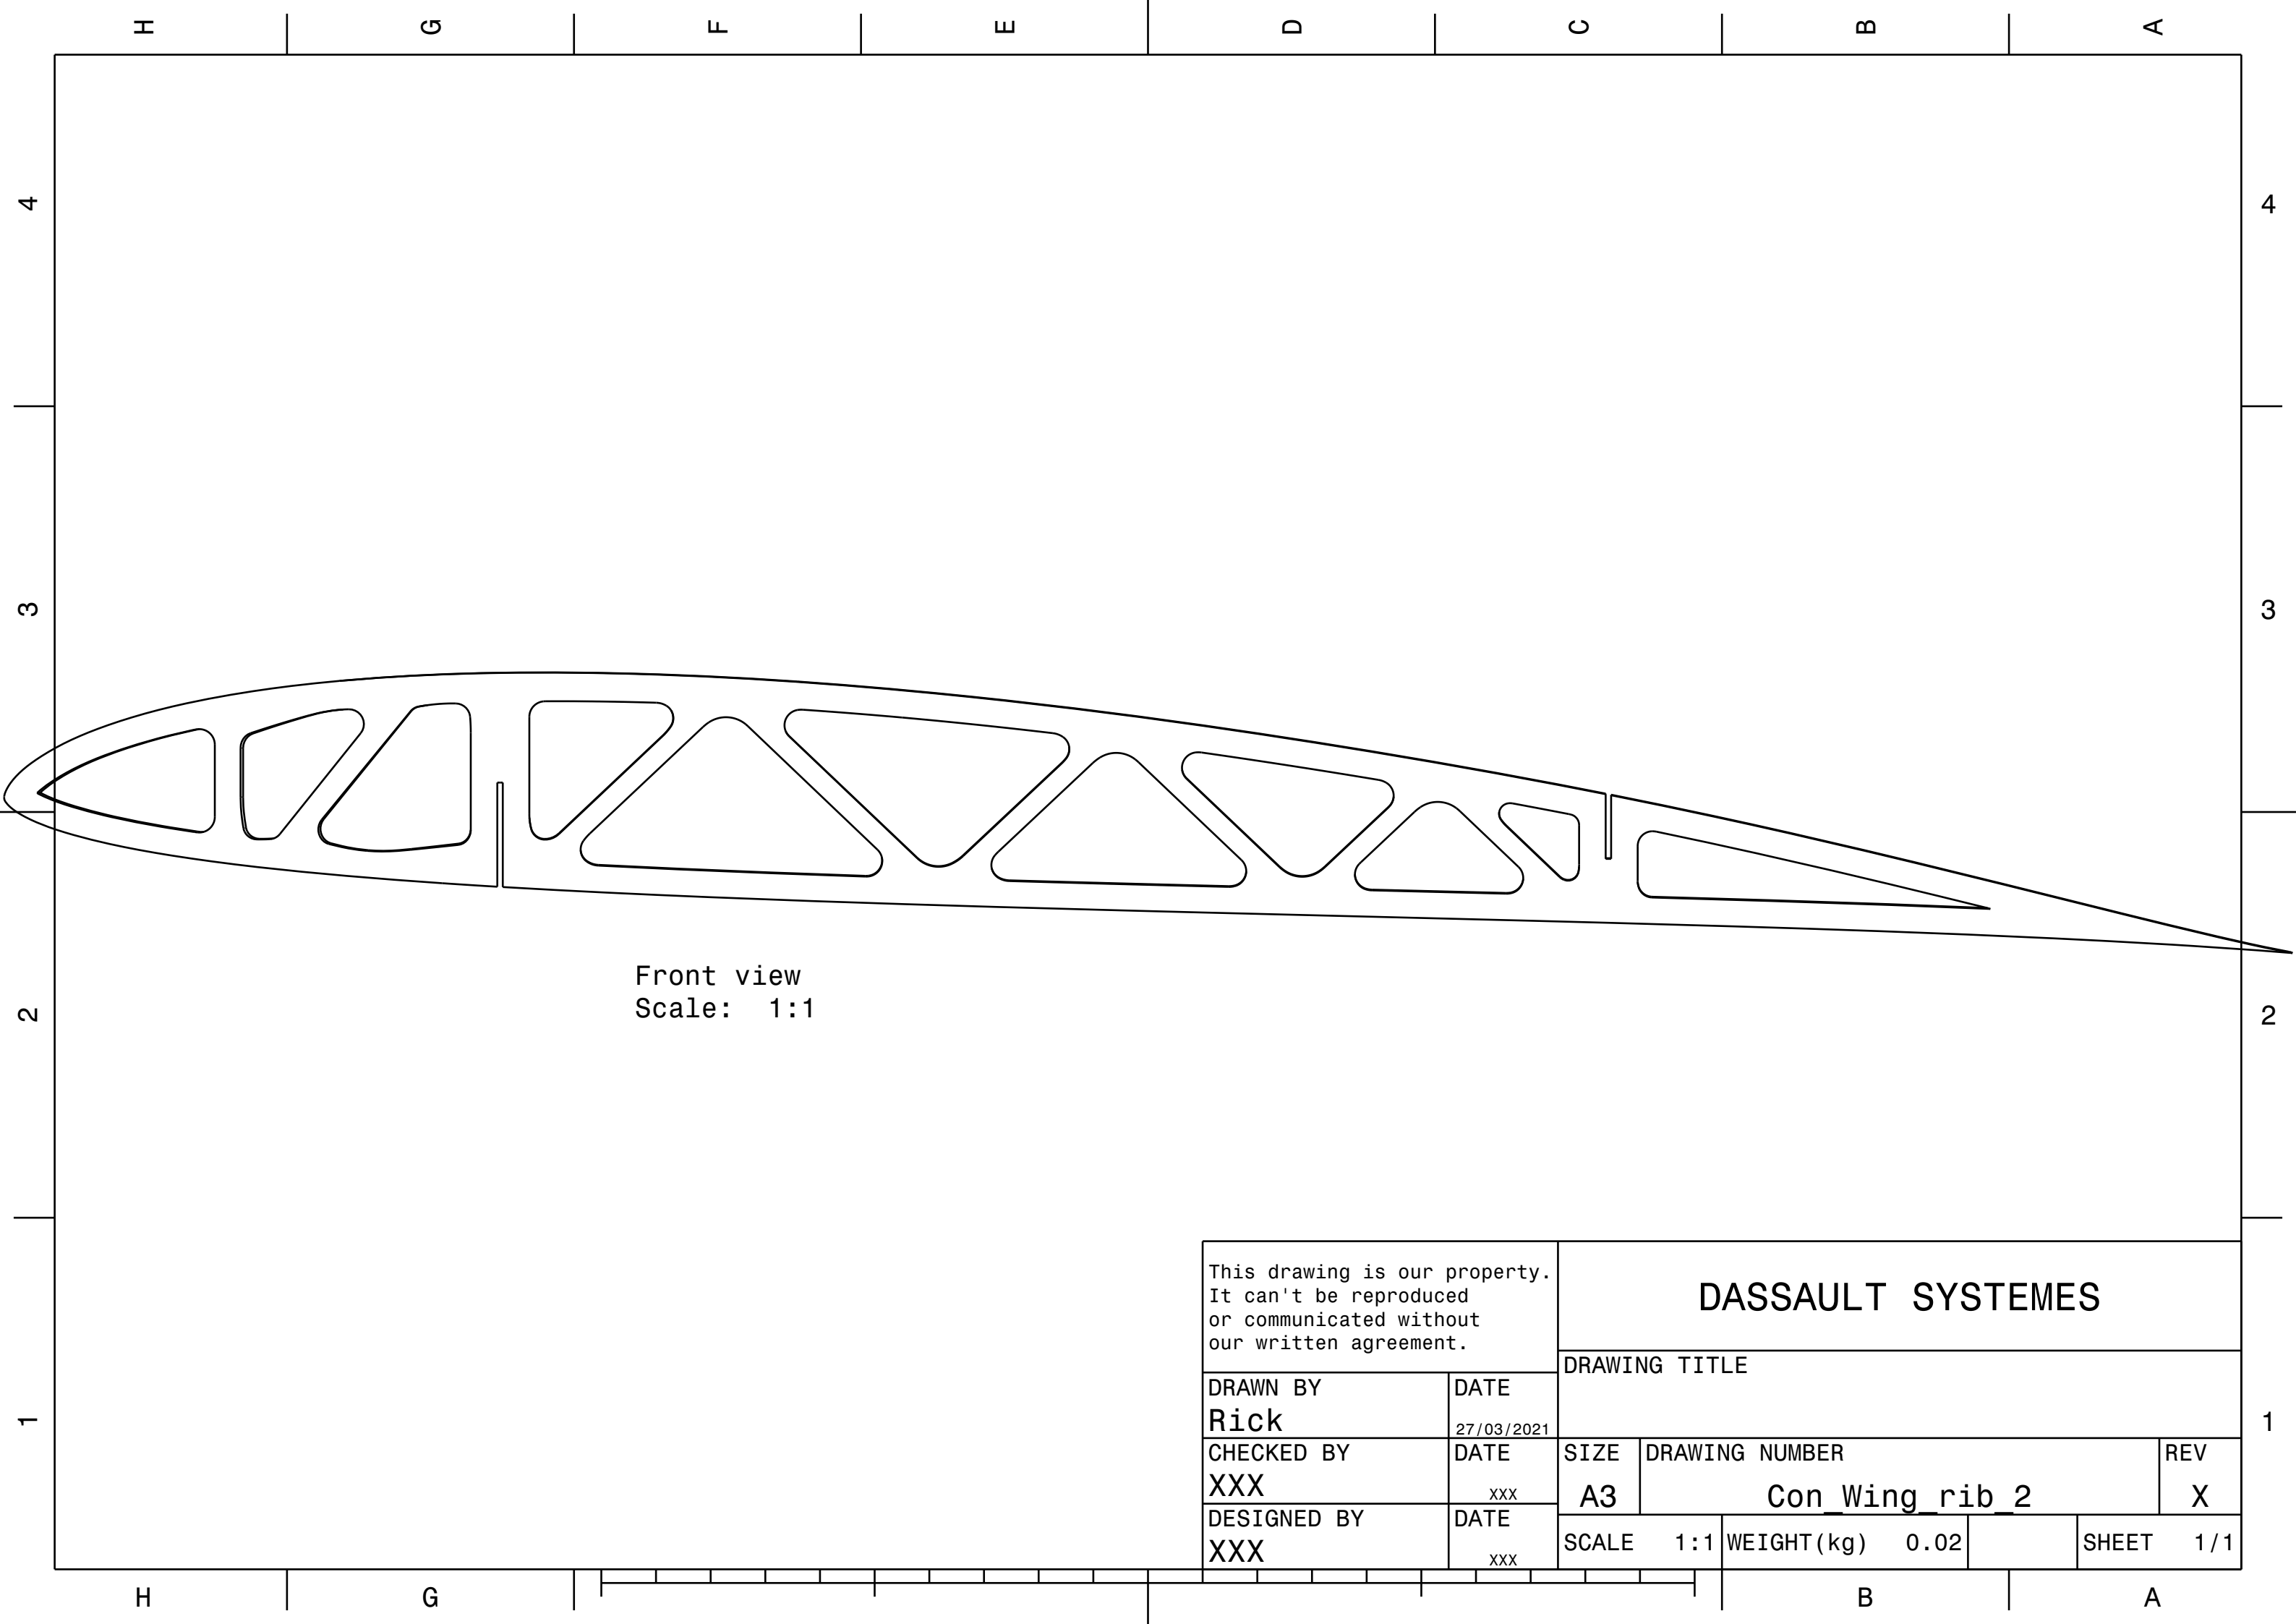 H G F E D C B A
4 4
3 3
Front view
Scale: 1:1
2 2
This drawing is our property.
It can't be reproduced
or communicated without
our written agreement.
DASSAULT SYSTEMES
DRAWING TITLE
DRAWN BY DATE
Rick 27/03/2021
1 1
CHECKED BY DATE
XXX XXX
SIZE DRAWING NUMBER REV
A3 Con_Wing_rib_2 X
DESIGNED BY DATE
XXX XXX
SCALE 1:1 WEIGHT(kg) 0.02 SHEET 1/1
H G B A